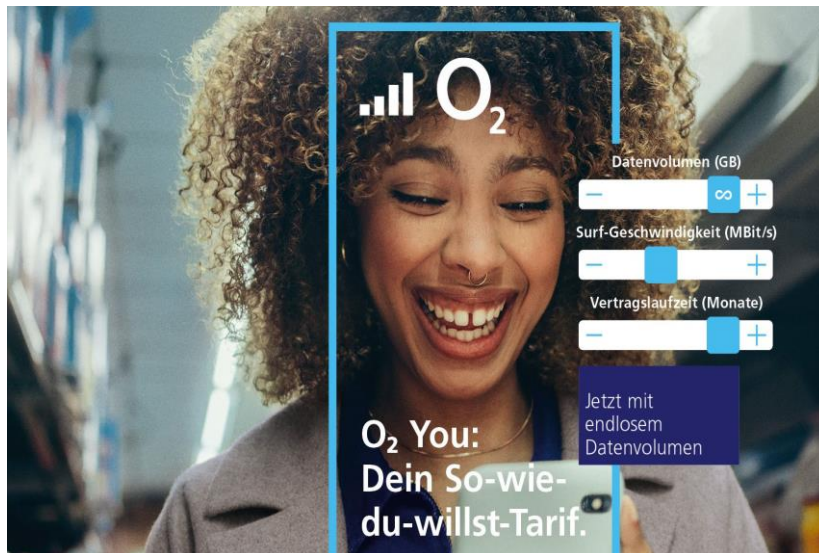 O₂
Datenvolumen (GB)
− ∞ +
Surf-Geschwindigkeit (MBit/s)
− +
Vertragslaufzeit (Monate)
− +
Jetzt mit
endlosem
Datenvolumen
O₂ You:
Dein So-wie-
du-willst-Tarif.